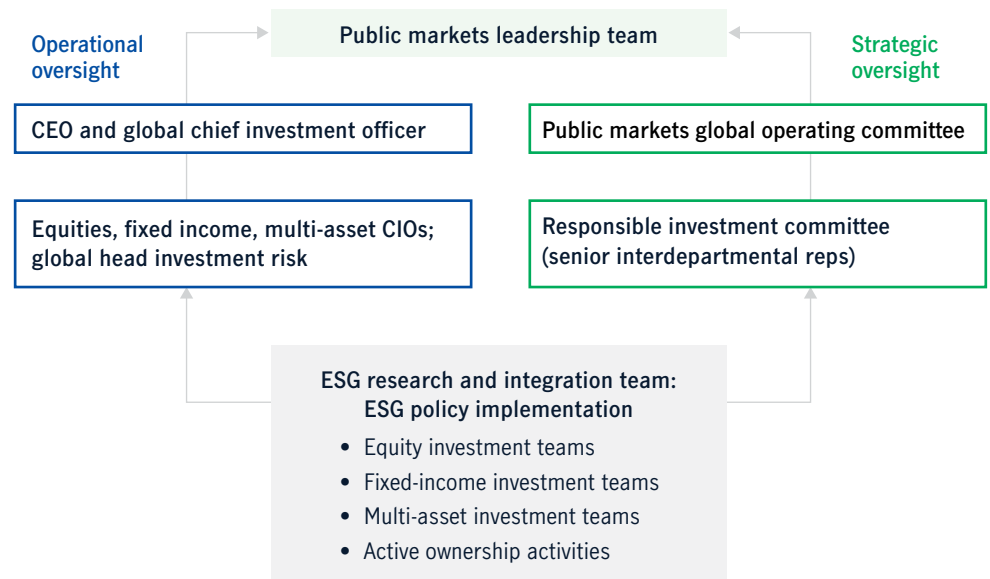 Public markets leadership team
Operational
oversight
Strategic
oversight
CEO and global chief investment officer
Public markets global operating committee
Equities, fixed income, multi-asset CIOs;
global head investment risk
Responsible investment committee
(senior interdepartmental reps)
ESG research and integration team:
ESG policy implementation
• Equity investment teams
• Fixed-income investment teams
• Multi-asset investment teams
• Active ownership activities